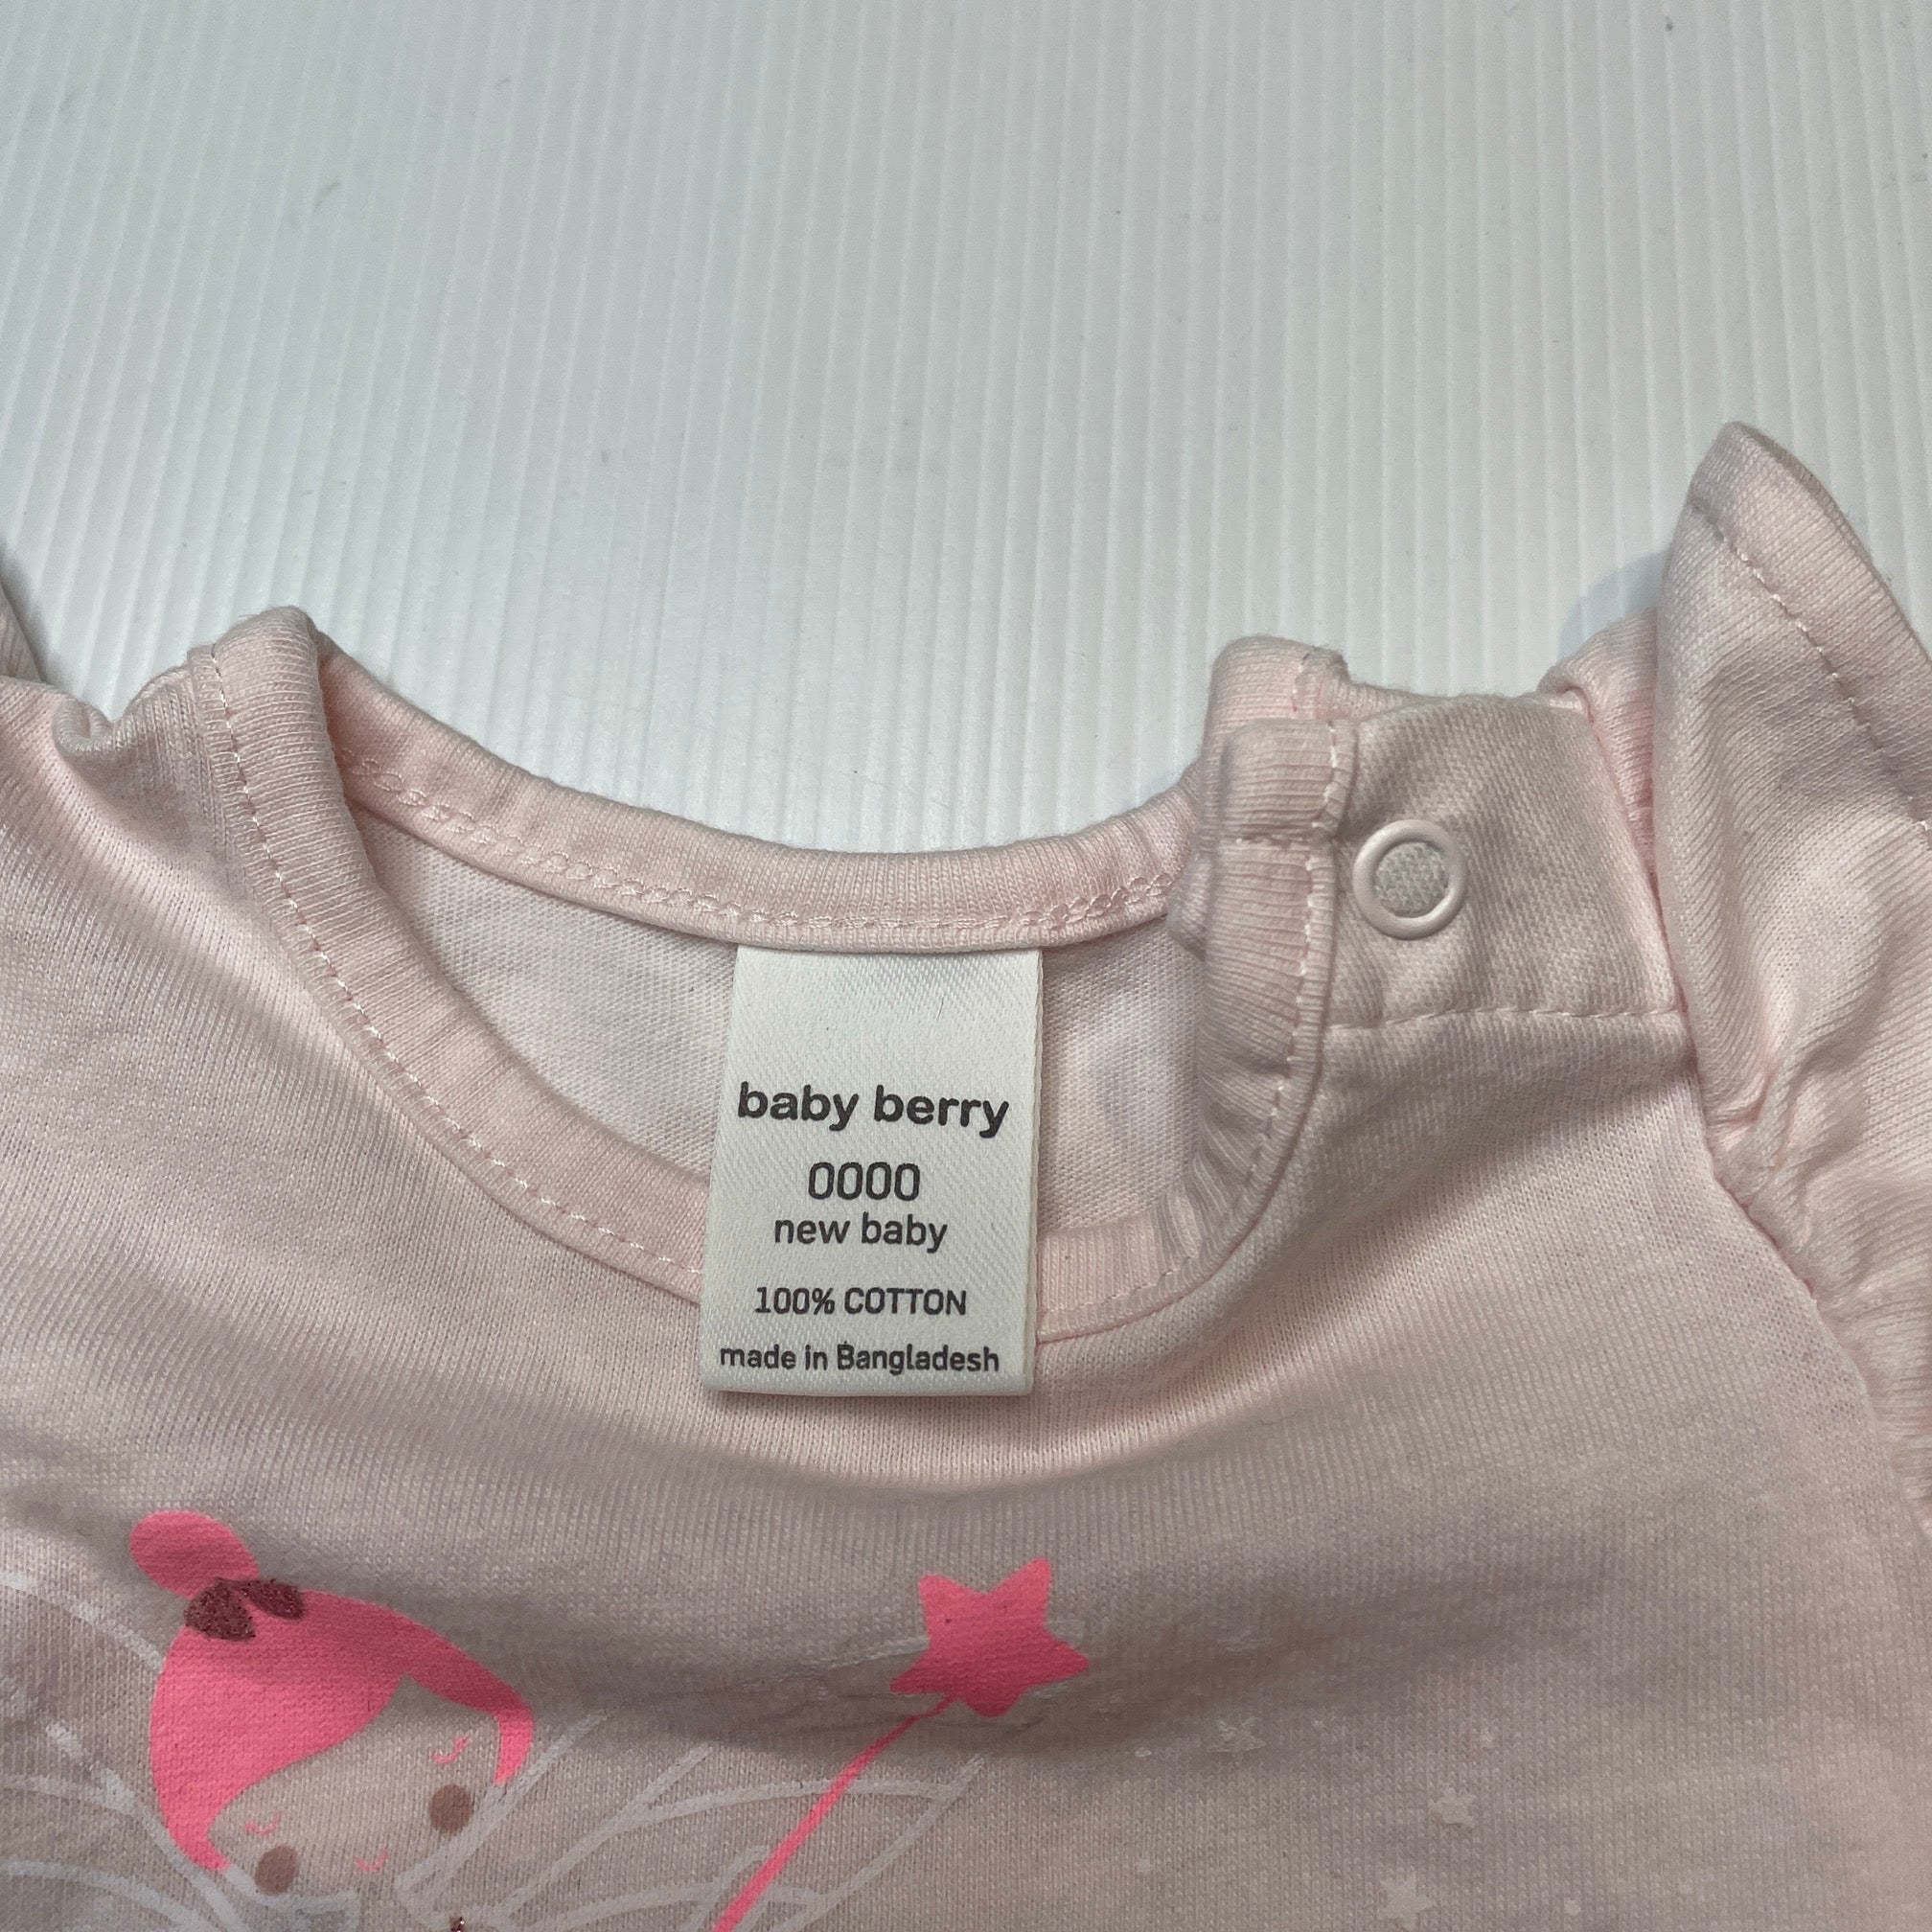 baby berry
0000
new baby
100% COTTON
made in Bangladesh